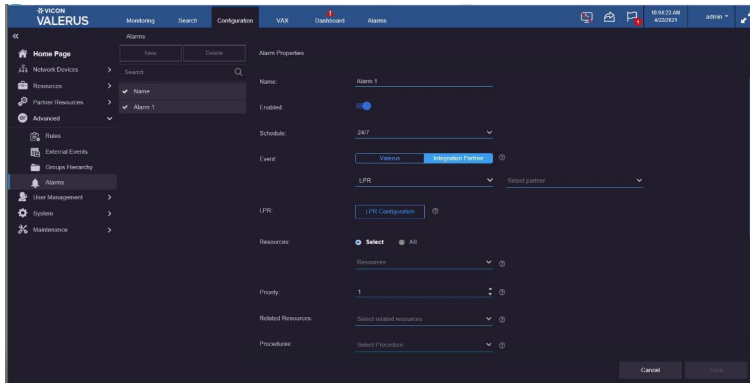 VICON
VALERUS
Monitoring
Search
Configuration
VAX
Dashboard
Alarms
10:04:23 AM
4/22/2021
admin
Home Page
Network Devices
Resources
Partner Resources
Advanced
Rules
External Events
Groups Hierarchy
Alarms
User Management
System
Maintenance
Alarms
New
Delete
Search
Name
Alarm 1
Alarm Properties
Name:
Alarm 1
Enabled:
Schedule:
24/7
Event:
Valerus
Integration Partner
LPR
Select partner
LPR:
LPR Configuration
Resources:
Select
All
Resources
Priority:
1
Related Resources:
Select related resources
Procedures:
Select Procedure
Cancel
Save